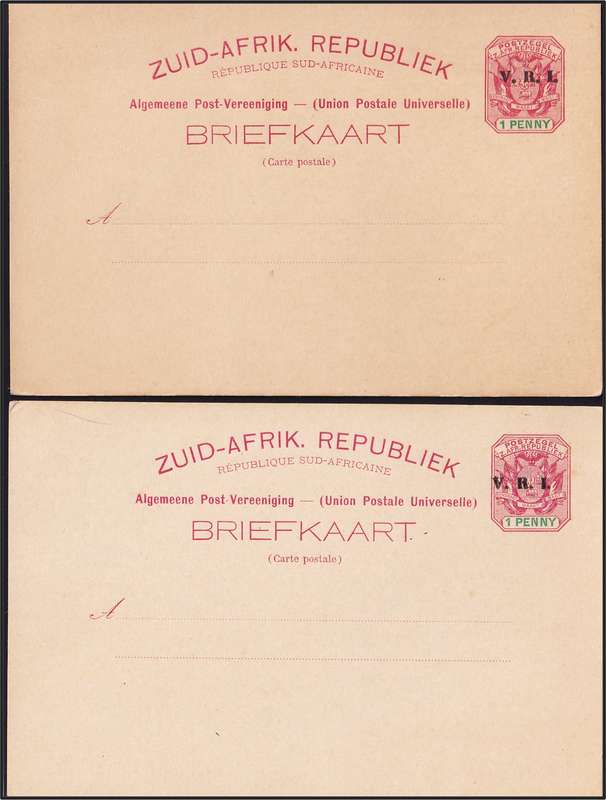 ZUID-AFRIK. REPUBLIEK
RÉPUBLIQUE SUD-AFRICAINE
Algemeene Post-Vereeniging — (Union Postale Universelle)
BRIEFKAART
(Carte postale)
A
POSTZEGEL
Z. AFR. REPUBLIEK
V. R. I.
1 PENNY
ZUID-AFRIK. REPUBLIEK
RÉPUBLIQUE SUD-AFRICAINE
Algemeene Post-Vereeniging — (Union Postale Universelle)
BRIEFKAART.
(Carte postale)
A
POSTZEGEL
Z. AFR. REPUBLIEK
V. R. I.
1 PENNY